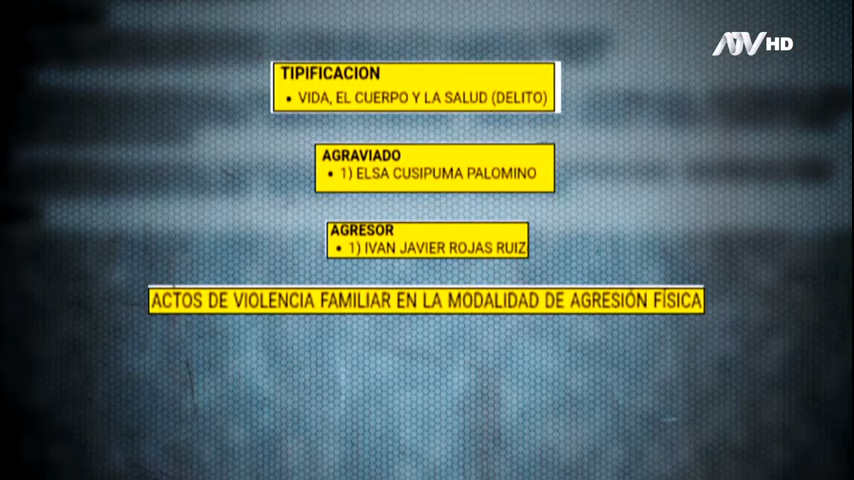 ATV HD
TIPIFICACION
• VIDA, EL CUERPO Y LA SALUD (DELITO)
AGRAVIADO
• 1) ELSA CUSIPUMA PALOMINO
AGRESOR
• 1) IVAN JAVIER ROJAS RUIZ
ACTOS DE VIOLENCIA FAMILIAR EN LA MODALIDAD DE AGRESIÓN FÍSICA